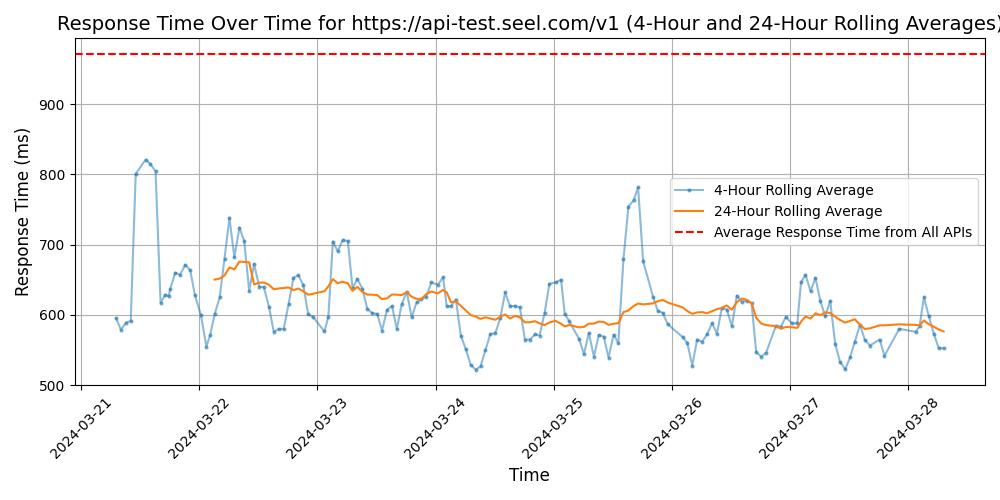 Response Time Over Time for https://api-test.seel.com/v1 (4-Hour and 24-Hour Rolling Averages)
Response Time (ms)
900
800
700
600
500
4-Hour Rolling Average
24-Hour Rolling Average
Average Response Time from All APIs
2024-03-21
2024-03-22
2024-03-23
2024-03-24
2024-03-25
2024-03-26
2024-03-27
2024-03-28
Time